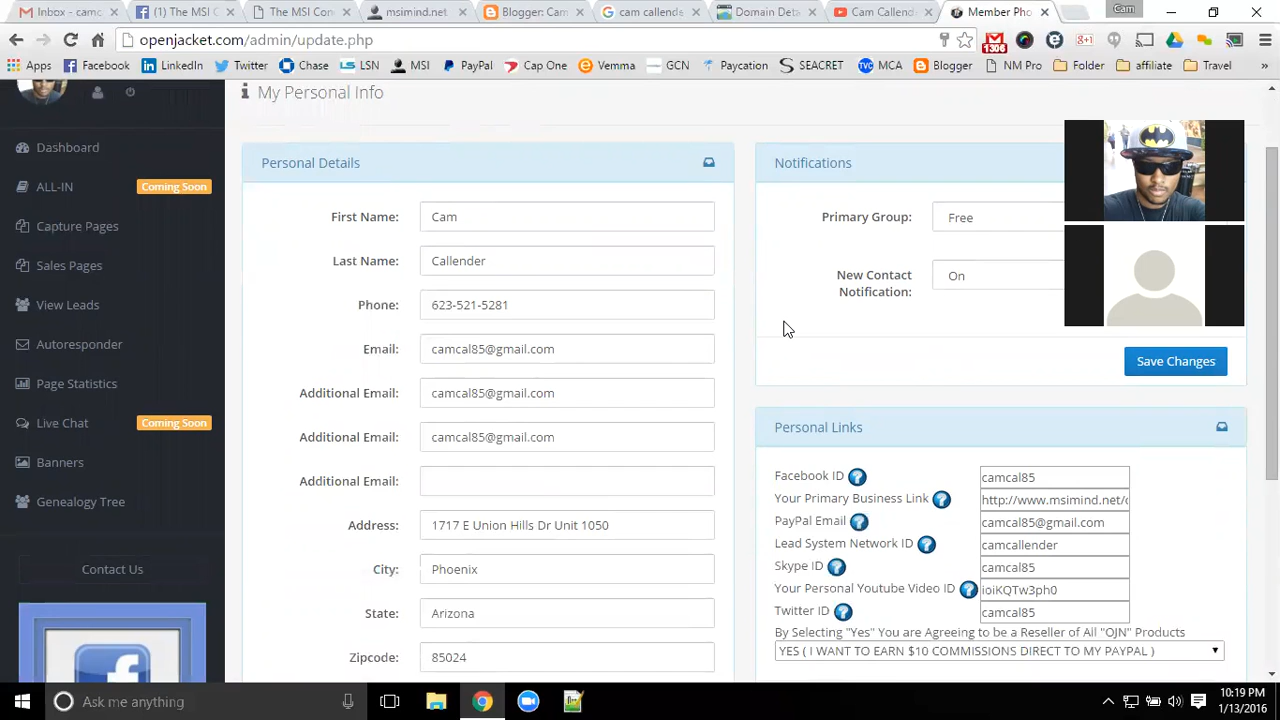 Inbox - camc
(1) The MSI C
The MSI Con
msimind.net
Blogger: Cam
cam callende
Domain Deta
Cam Callend
Member Pho
Cam
openjacket.com/admin/update.php
1306
Apps
Facebook
LinkedIn
Twitter
Chase
LSN
MSI
PayPal
Cap One
Vemma
GCN
Paycation
SEACRET
MCA
Blogger
NM Pro
Folder
affiliate
Travel
»
My Personal Info
Dashboard
ALL-IN Coming Soon
Capture Pages
Sales Pages
View Leads
Autoresponder
Page Statistics
Live Chat Coming Soon
Banners
Genealogy Tree
Contact Us
Personal Details
First Name: Cam
Last Name: Callender
Phone: 623-521-5281
Email: camcal85@gmail.com
Additional Email: camcal85@gmail.com
Additional Email: camcal85@gmail.com
Additional Email:
Address: 1717 E Union Hills Dr Unit 1050
City: Phoenix
State: Arizona
Zipcode: 85024
Notifications
Primary Group: Free
New Contact Notification: On
Save Changes
Personal Links
Facebook ID ? camcal85
Your Primary Business Link ? http://www.msimind.net/c
PayPal Email ? camcal85@gmail.com
Lead System Network ID ? camcallender
Skype ID ? camcal85
Your Personal Youtube Video ID ? ioiKQTw3ph0
Twitter ID ? camcal85
By Selecting "Yes" You are Agreeing to be a Reseller of All "OJN" Products
YES ( I WANT TO EARN $10 COMMISSIONS DIRECT TO MY PAYPAL )
Ask me anything
10:19 PM
1/13/2016